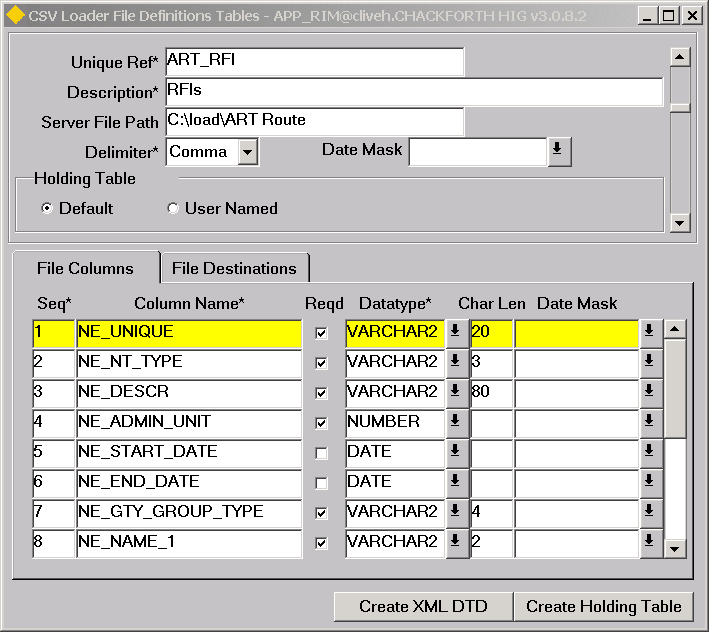 CSV Loader File Definitions Tables - APP_RIM@cliveh.CHACKFORTH HIG v3.0.8.2
Unique Ref* ART_RFI
Description* RFIs
Server File Path C:\load\ART Route
Delimiter* Comma Date Mask
Holding Table
Default User Named
File Columns File Destinations
Seq* Column Name* Reqd Datatype* Char Len Date Mask
1 NE_UNIQUE VARCHAR2 20
2 NE_NT_TYPE VARCHAR2 3
3 NE_DESCR VARCHAR2 80
4 NE_ADMIN_UNIT NUMBER
5 NE_START_DATE DATE
6 NE_END_DATE DATE
7 NE_GTY_GROUP_TYPE VARCHAR2 4
8 NE_NAME_1 VARCHAR2 2
Create XML DTD Create Holding Table